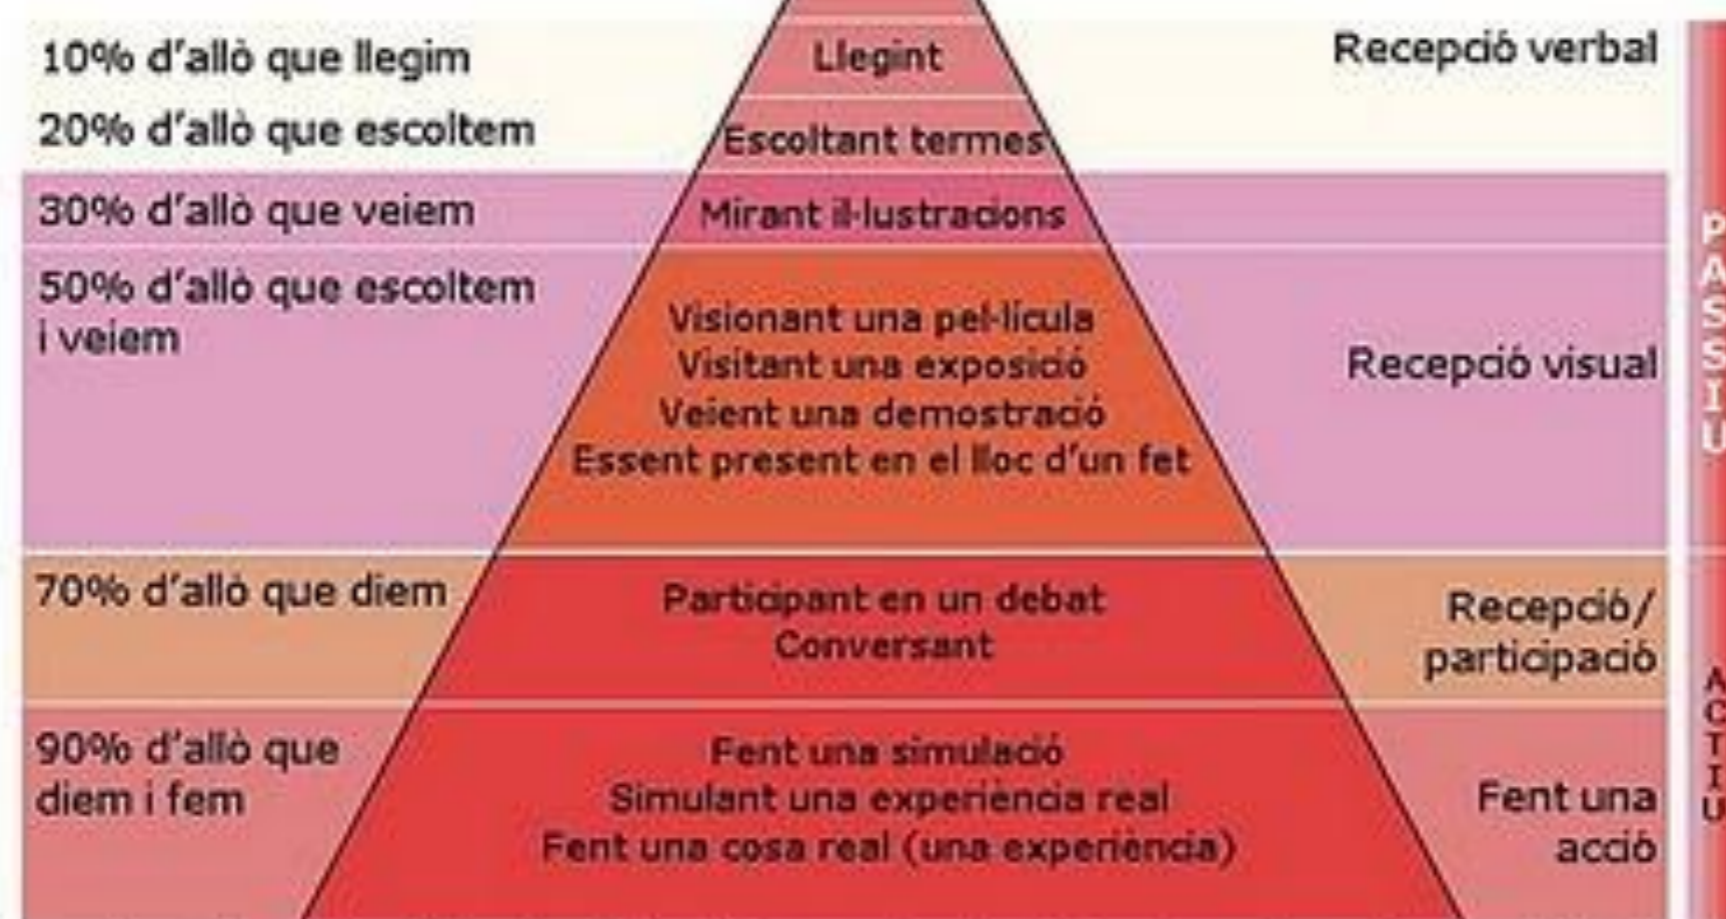 10% d'allò que llegim
Llegint
Recepció verbal
20% d'allò que escoltem
Escoltant termes
30% d'allò que veiem
Mirant il·lustracions
50% d'allò que escoltem
i veiem
Visionant una pel·lícula
Visitant una exposició
Veient una demostració
Essent present en el lloc d'un fet
Recepció visual
70% d'allò que diem
Participant en un debat
Conversant
Recepció/
participació
90% d'allò que
diem i fem
Fent una simulació
Simulant una experiència real
Fent una cosa real (una experiència)
Fent una
acció
PASSIU
ACTIU